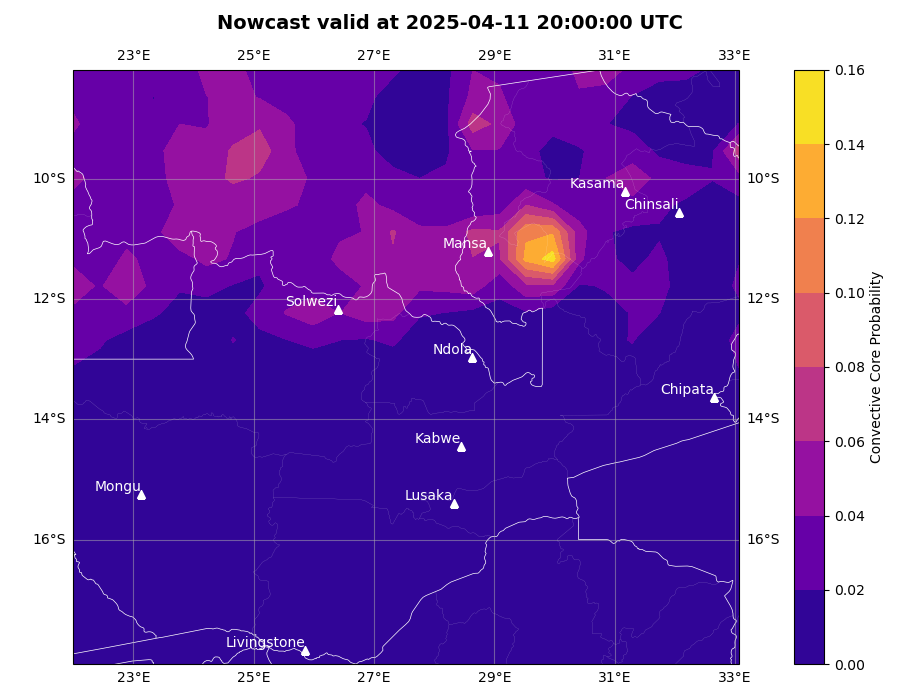 Nowcast valid at 2025-04-11 20:00:00 UTC
23°E 25°E 27°E 29°E 31°E 33°E
0.16
0.14
10°S Kasama 10°S
Chinsali
0.12
Mansa
0.10
12°S Solwezi 12°S
Ndola
0.08
Chipata
14°S 14°S
0.06
Kabwe
Mongu
Lusaka
0.04
16°S 16°S
0.02
Livingstone
0.00
23°E 25°E 27°E 29°E 31°E 33°E
Convective Core Probability